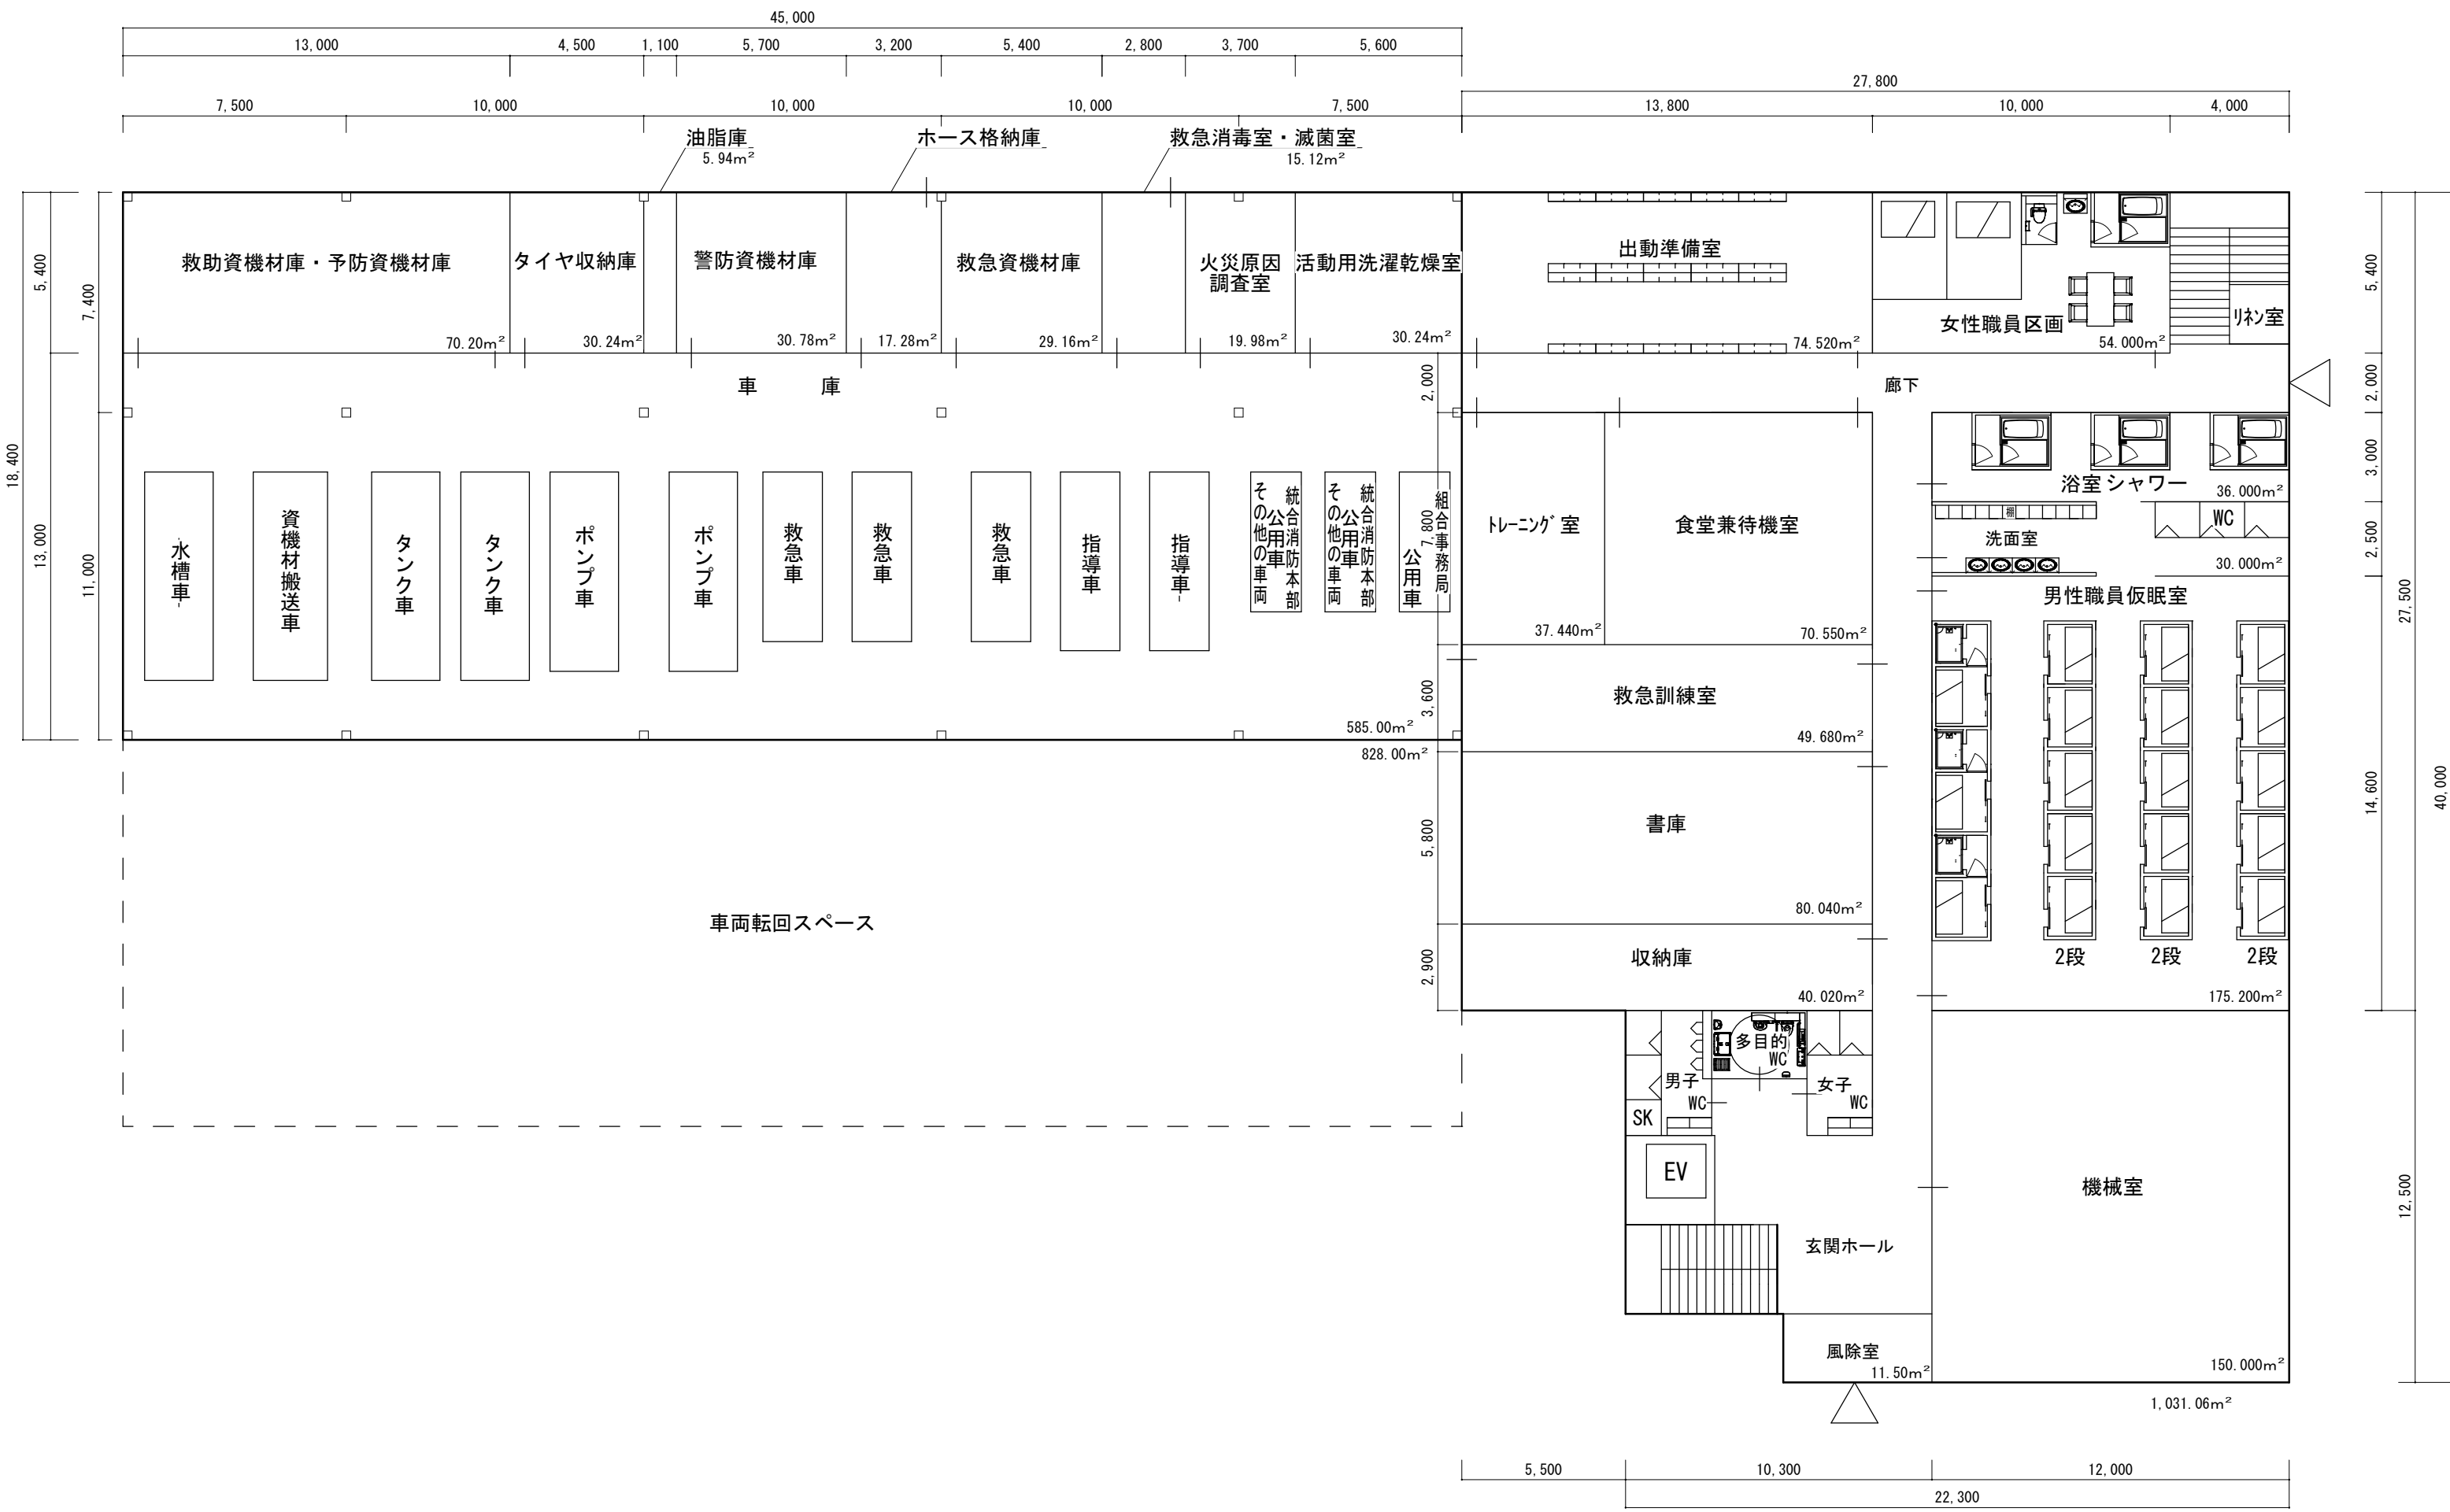 45,000
13,000 4,500 1,100 5,700 3,200 5,400 2,800 3,700 5,600
27,800
7,500 10,000 10,000 10,000 7,500 13,800 10,000 4,000
油脂庫
5.94m²
ホース格納庫
救急消毒室・滅菌室
15.12m²
救助資機材庫・予防資機材庫
70.20m²
タイヤ収納庫
30.24m²
警防資機材庫
30.78m²
17.28m²
救急資機材庫
29.16m²
火災原因
調査室
19.98m²
活動用洗濯乾燥室
30.24m²
出動準備室
74.520m²
女性職員区画
54.000m²
リネン室
5,400
7,400
18,400
13,000
11,000
車 庫
水槽車
資機材搬送車
タンク車
タンク車
ポンプ車
ポンプ車
救急車
救急車
救急車
指導車
指導車
統合消防本部
公用車
その他の車両
統合消防本部
公用車
その他の車両
組合事務局
公用車
585.00m²
828.00m²
2,000
7,800
3,600
5,800
2,900
廊下
トレーニング室
37.440m²
食堂兼待機室
70.550m²
救急訓練室
49.680m²
書庫
80.040m²
収納庫
40.020m²
浴室シャワー
36.000m²
棚
WC
洗面室
30.000m²
男性職員仮眠室
2段 2段 2段
175.200m²
5,400
2,000
3,000
2,500
14,600
27,500
12,500
40,000
車両転回スペース
多目的
WC
男子
WC
女子
WC
SK
EV
玄関ホール
機械室
150.000m²
風除室
11.50m²
1,031.06m²
5,500 10,300 12,000
22,300